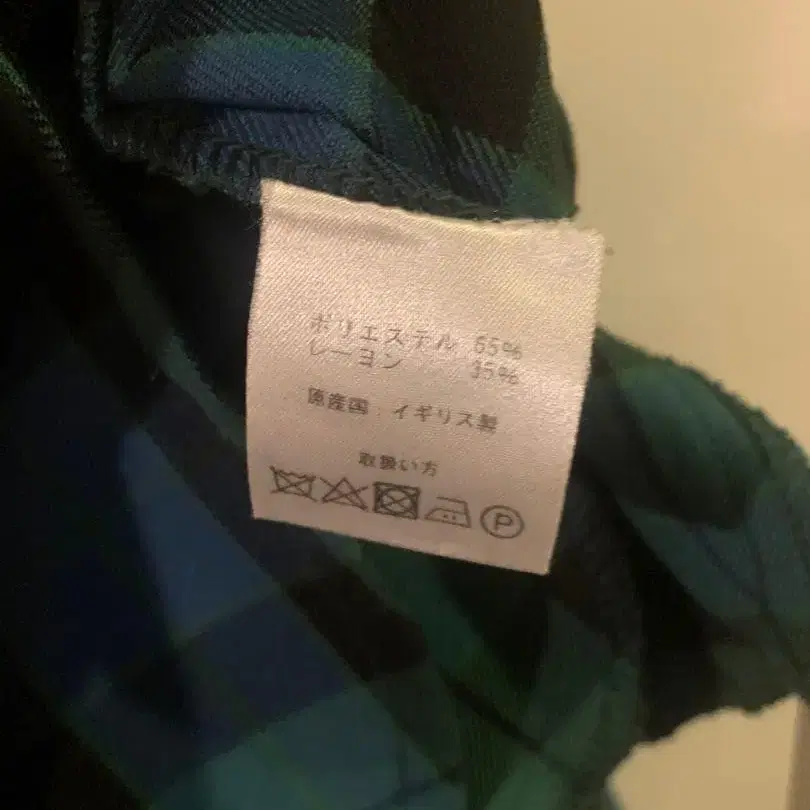 ポリエステル 65%
レーヨン 35%
原産国 イギリス製
取扱い方
P